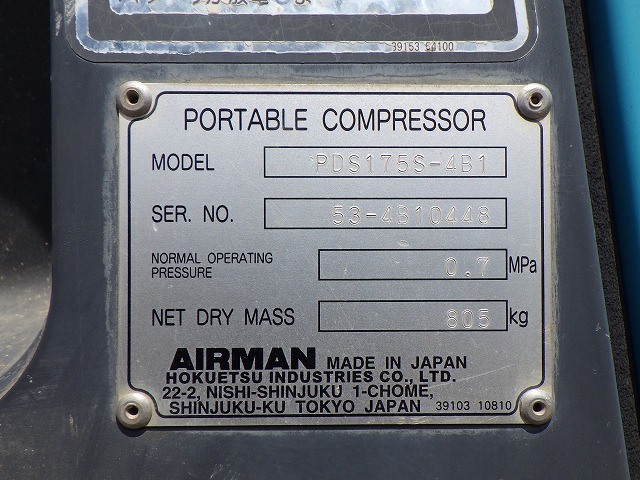 39153 54100
PORTABLE COMPRESSOR
MODEL PDS175S-4B1
SER. NO. 53-4B10448
NORMAL OPERATING
PRESSURE 0.7 MPa
NET DRY MASS 805 kg
AIRMAN MADE IN JAPAN
HOKUETSU INDUSTRIES CO., LTD.
22-2, NISHI-SHINJUKU 1-CHOME,
SHINJUKU-KU TOKYO JAPAN 39103 10810